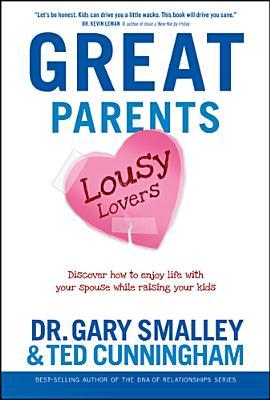 "Let's be honest. Kids can drive you a little wacko. This book will drive you sane."
DR. KEVIN LEMAN author of Have a New Kid by Friday
GREAT
PARENTS
Lousy
Lovers
Discover how to enjoy life with
your spouse while raising your kids
DR. GARY SMALLEY
& TED CUNNINGHAM
BEST-SELLING AUTHOR OF THE DNA OF RELATIONSHIPS SERIES